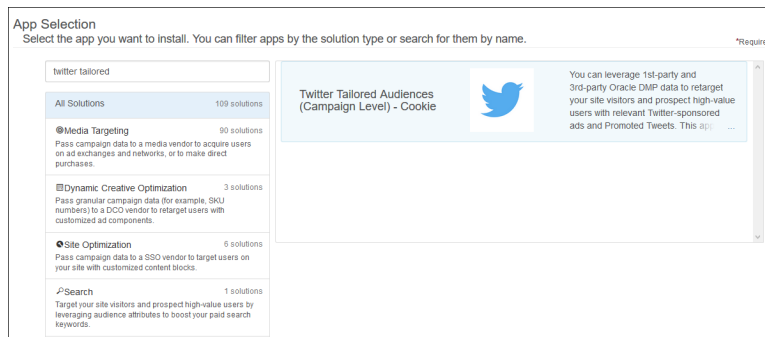 App Selection
Select the app you want to install. You can filter apps by the solution type or search for them by name.
*Require
twitter tailored
All Solutions 109 solutions
Media Targeting 90 solutions
Pass campaign data to a media vendor to acquire users
on ad exchanges and networks, or to make direct
purchases.
Dynamic Creative Optimization 3 solutions
Pass granular campaign data (for example, SKU
numbers) to a DCO vendor to retarget users with
customized ad components.
Site Optimization 6 solutions
Pass campaign data to a SSO vendor to target users on
your site with customized content blocks.
Search 1 solutions
Target your site visitors and prospect high-value users by
leveraging audience attributes to boost your paid search
keywords.
Twitter Tailored Audiences
(Campaign Level) - Cookie
You can leverage 1st-party and
3rd-party Oracle DMP data to retarget
your site visitors and prospect high-value
users with relevant Twitter-sponsored
ads and Promoted Tweets. This ap ...